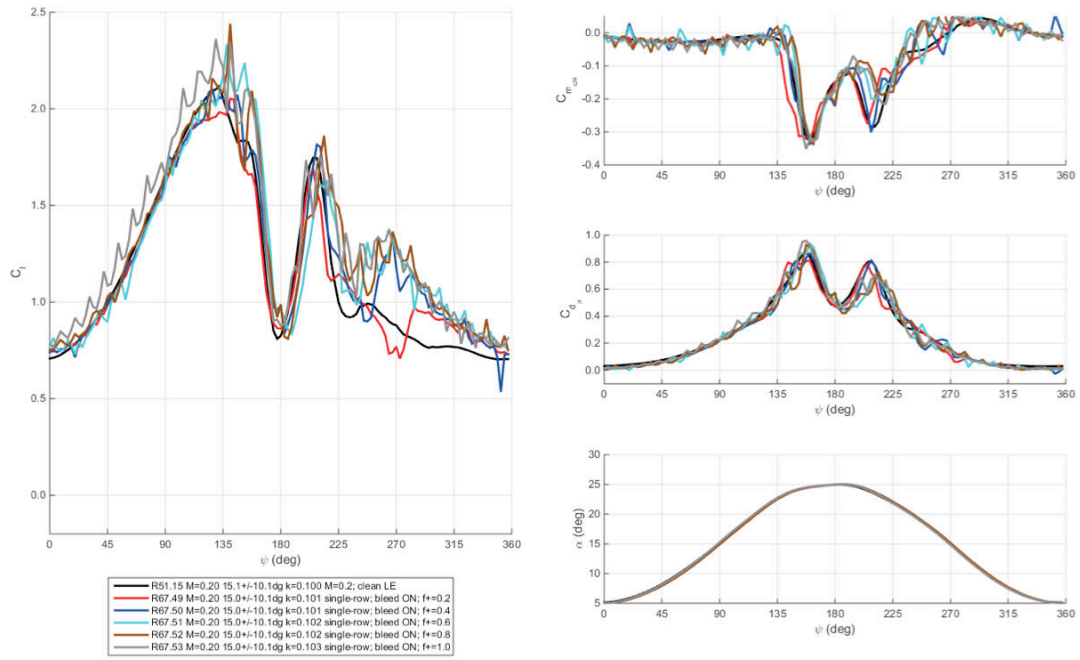 2.5
2.0
1.5
1.0
0.5
0.0
C_l
0 45 90 135 180 225 270 315 360
ψ (deg)
R51.15 M=0.20 15.1+/-10.1dg k=0.100 M=0.2; clean LE
R67.49 M=0.20 15.0+/-10.1dg k=0.101 single-row; bleed ON; f+=0.2
R67.50 M=0.20 15.0+/-10.1dg k=0.101 single-row; bleed ON; f+=0.4
R67.51 M=0.20 15.0+/-10.1dg k=0.102 single-row; bleed ON; f+=0.6
R67.52 M=0.20 15.0+/-10.1dg k=0.102 single-row; bleed ON; f+=0.8
R67.53 M=0.20 15.0+/-10.1dg k=0.103 single-row; bleed ON; f+=1.0
0.0
-0.1
-0.2
-0.3
-0.4
0 45 90 135 180 225 270 315 360
ψ (deg)
1.0
0.8
0.6
0.4
0.2
0.0
0 45 90 135 180 225 270 315 360
ψ (deg)
25
20
15
10
5
α (deg)
0 45 90 135 180 225 270 315 360
ψ (deg)